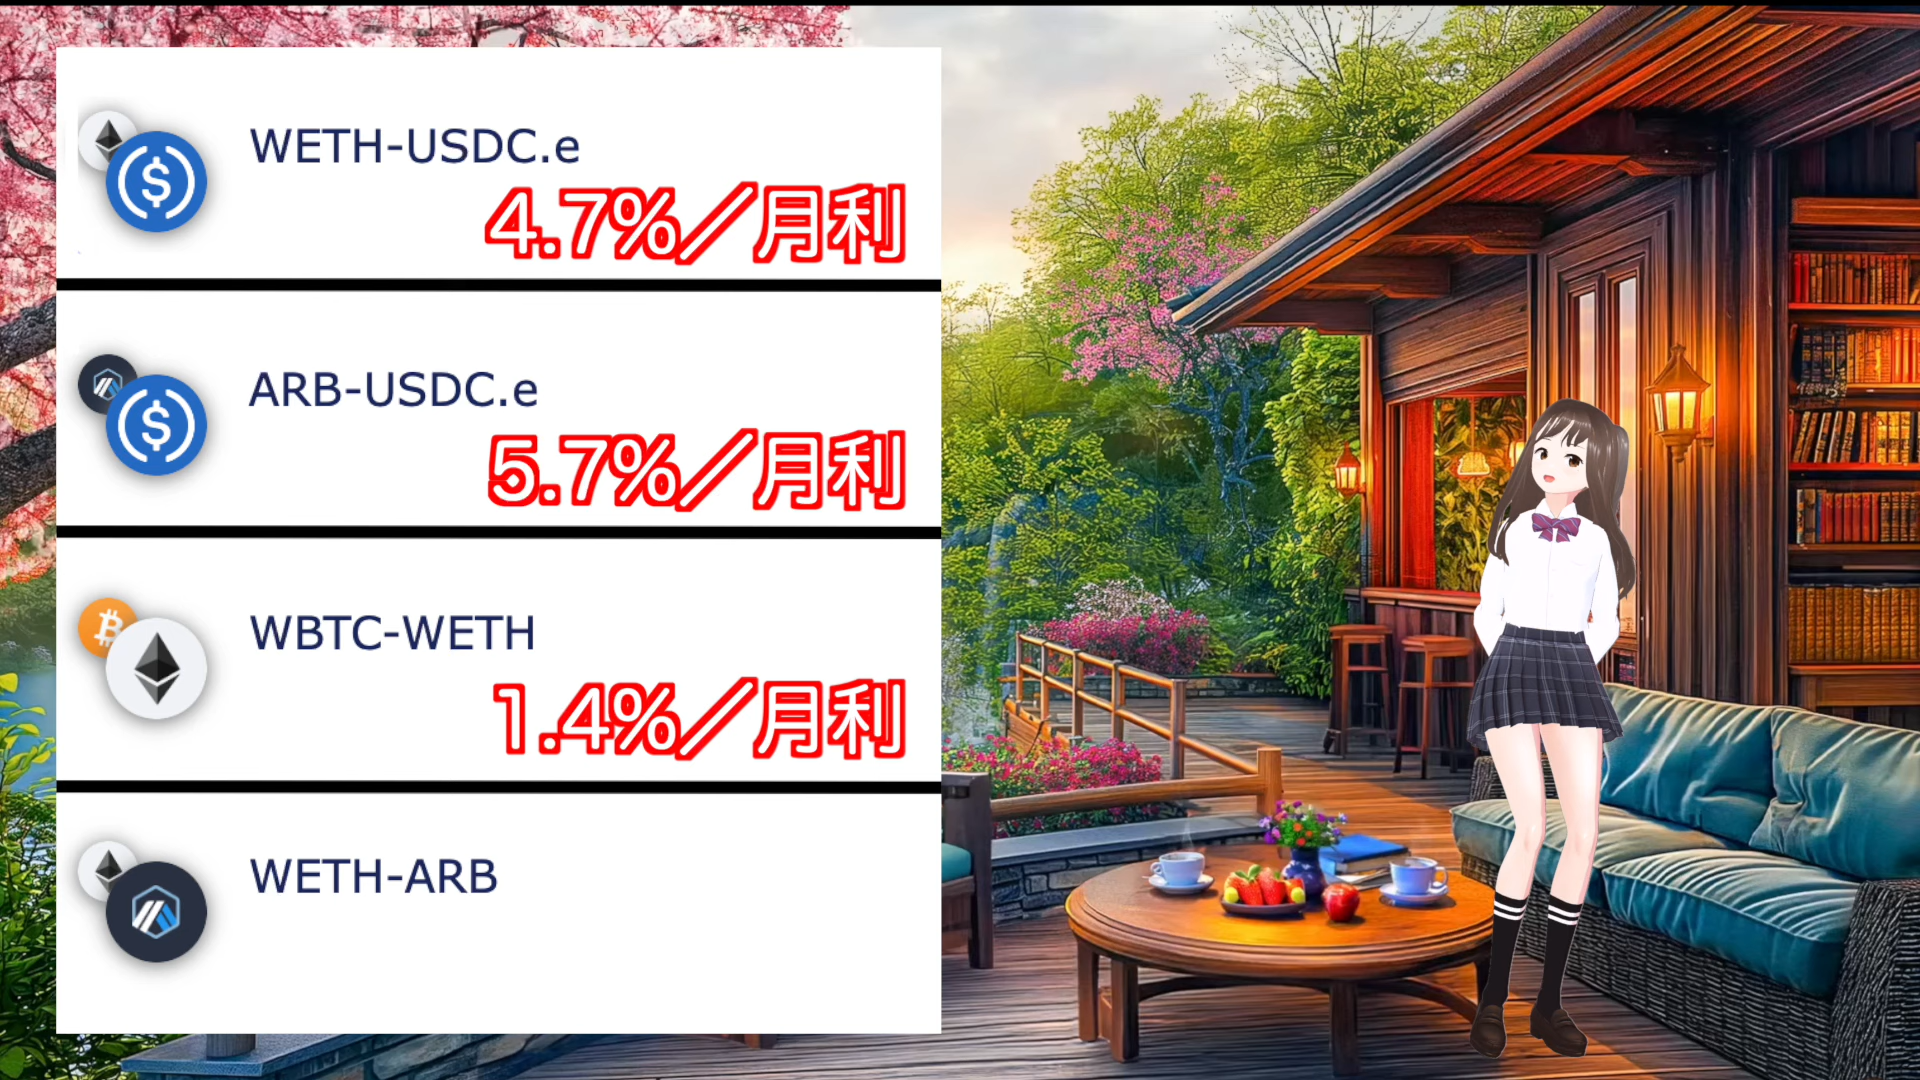 WETH-USDC.e
4.7%／月利
ARB-USDC.e
5.7%／月利
WBTC-WETH
1.4%／月利
WETH-ARB